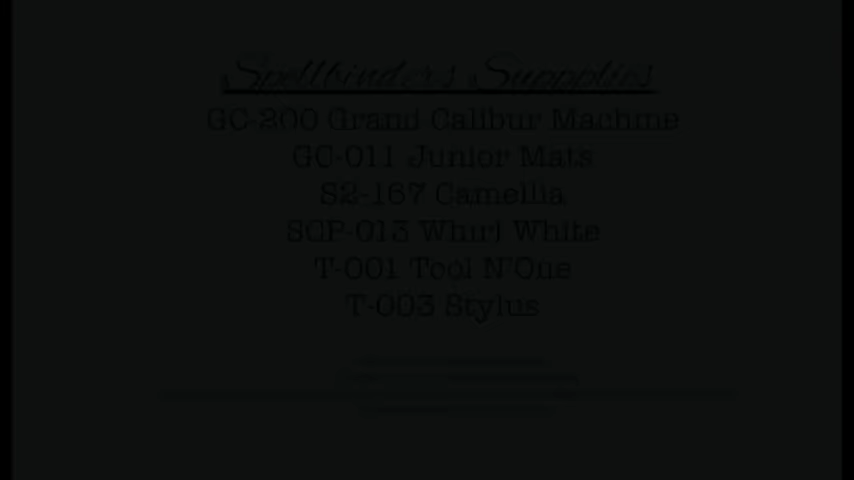 Spellbinders Supplies
GC-200 Grand Calibur Machine
GC-011 Junior Mats
S2-167 Camellia
SCP-013 Whirl White
T-001 Tool N'One
T-003 Stylus